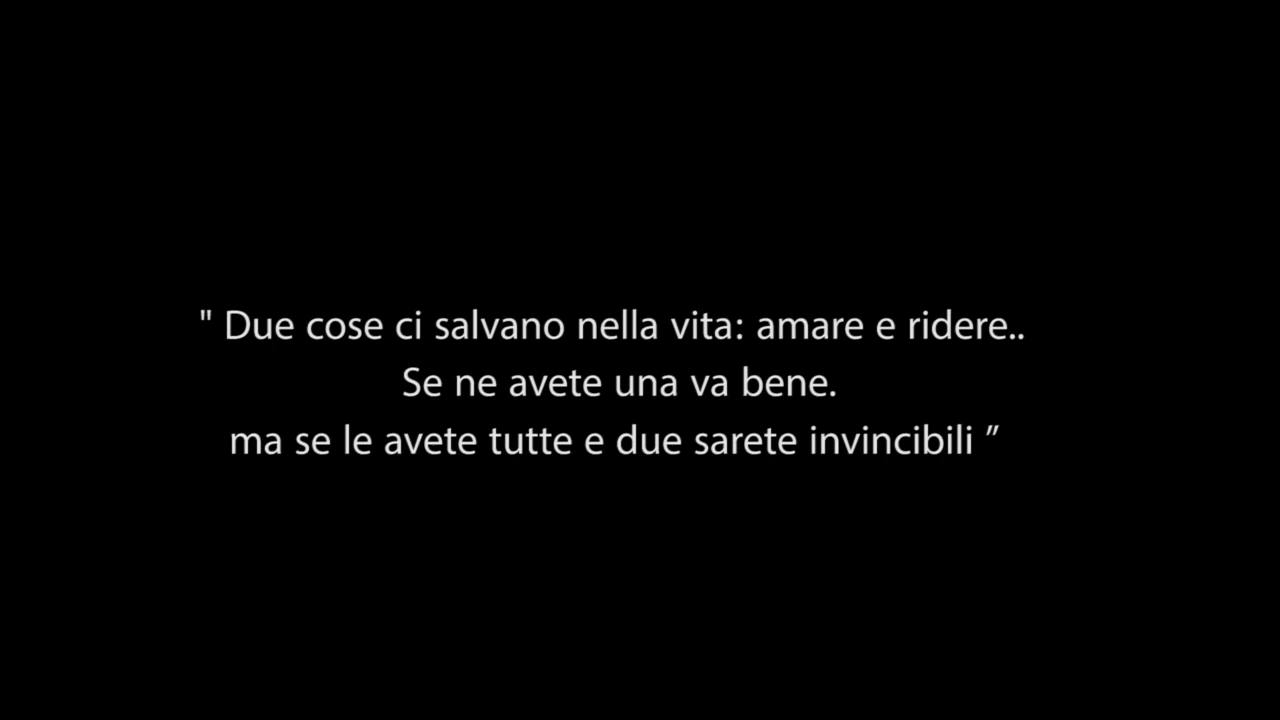 " Due cose ci salvano nella vita: amare e ridere..
Se ne avete una va bene.
ma se le avete tutte e due sarete invincibili ”